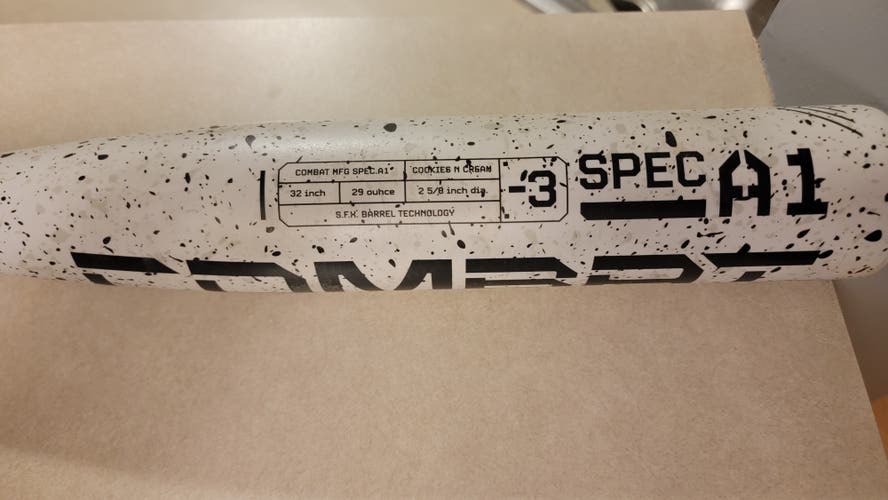 COMBAT MFG SPEC.A1 COOKIES N CREAM
32 inch 29 ounce 2 5/8 inch dia.
S.F.X. BARREL TECHNOLOGY
-3
SPEC A1
COMBAT